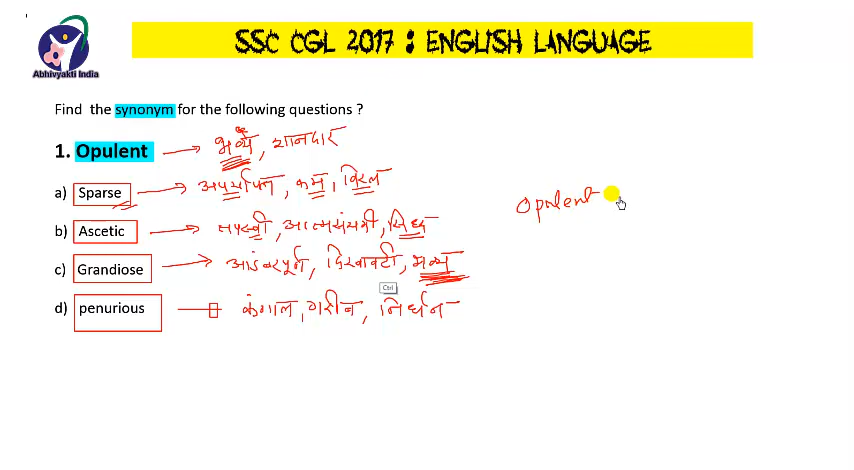 SSC CGL 2017 : ENGLISH LANGUAGE
Abhivyakti India
Find the synonym for the following questions ?
1. Opulent भव्य, शानदार
a) Sparse अपर्याप्त, कम, विरल
b) Ascetic तपस्वी, आत्मसंयमी, सिद्ध
c) Grandiose आडंबरपूर्ण, दिखावटी, भव्य
d) penurious कंगाल, गरीब, निर्धन
Opulent
Ctrl